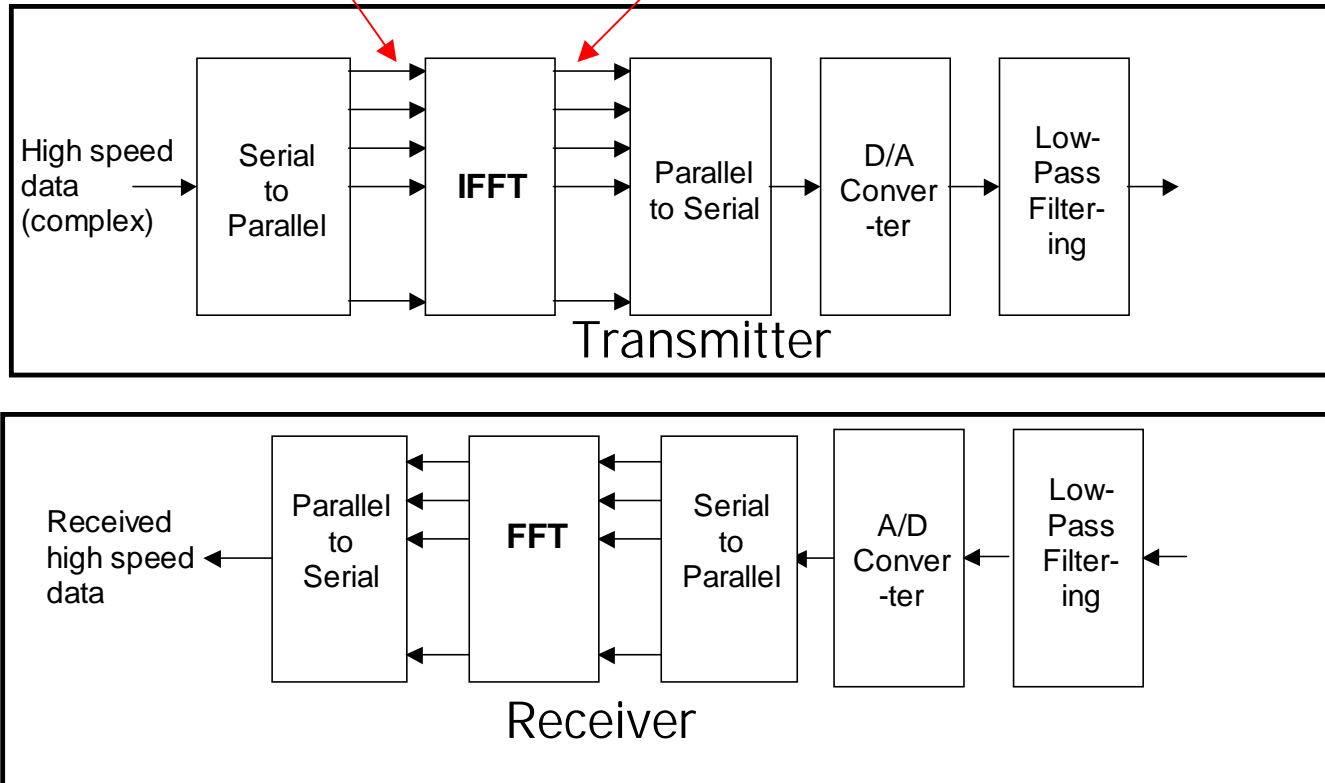 High speed
data
(complex)
Serial
to
Parallel
IFFT
Parallel
to Serial
D/A
Conver
-ter
Low-
Pass
Filter-
ing
Transmitter
Received
high speed
data
Parallel
to
Serial
FFT
Serial
to
Parallel
A/D
Conver
-ter
Low-
Pass
Filter-
ing
Receiver